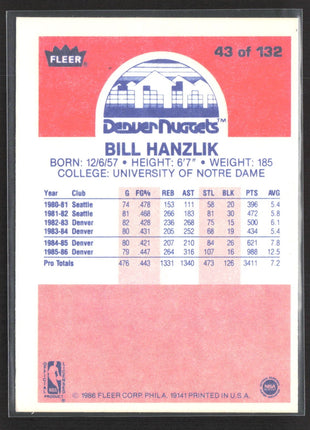 FLEER
43 of 132
Denver Nuggets™
BILL HANZLIK
BORN: 12/6/57 • HEIGHT: 6'7" • WEIGHT: 185
COLLEGE: UNIVERSITY OF NOTRE DAME
Year Club G FG% REB AST STL BLK PTS AVG
1980-81 Seattle 74 .478 153 111 58 20 396 5.4
1981-82 Seattle 81 .468 266 183 81 30 472 5.8
1982-83 Denver 82 .428 236 268 75 15 500 6.1
1983-84 Denver 80 .431 205 252 68 19 434 5.4
1984-85 Denver 80 .421 207 210 84 26 621 7.8
1985-86 Denver 79 .447 264 316 107 16 988 12.5
Pro Totals 476 .443 1331 1340 473 126 3411 7.2
NBA
© 1986 FLEER CORP. PHILA. 19141 PRINTED IN U.S.A.